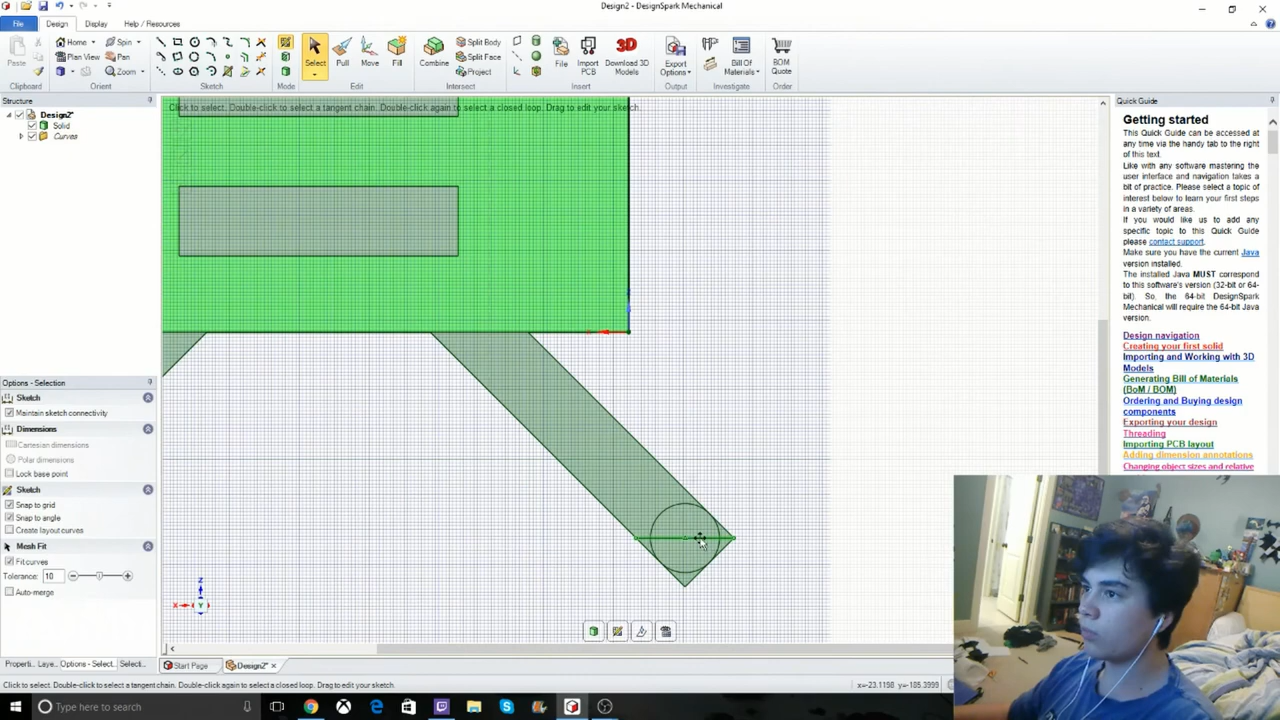 Design2 - DesignSpark Mechanical
File
Design
Display
Help / Resources
Paste
Home
Plan View
Spin
Pan
Zoom
Select
Pull
Move
Fill
Combine
Split Body
Split Face
Project
File
Import PCB
Download 3D Models
Export Options
Bill Of Materials
BOM Quote
Clipboard
Orient
Sketch
Mode
Edit
Intersect
Insert
Output
Investigate
Order
Structure
Design2*
Solid
Curves
Click to select. Double-click to select a tangent chain. Double-click again to select a closed loop. Drag to edit your sketch.
Options - Selection
Sketch
Maintain sketch connectivity
Dimensions
Cartesian dimensions
Polar dimensions
Lock base point
Sketch
Snap to grid
Snap to angle
Create layout curves
Mesh Fit
Fit curves
Tolerance: 10
Auto-merge
Z
X
Y
Quick Guide
Getting started
This Quick Guide can be accessed at
any time via the handy tab to the right
of this text.
Like with any software mastering the
user interface and navigation takes a
bit of practice. Please select a topic of
interest below to learn your first steps
in a variety of areas.
If you would like us to add any
specific topic to this Quick Guide
please contact support.
Make sure you have the current Java
version installed.
The installed Java MUST correspond
to this software's version (32-bit or 64-
bit). So, the 64-bit DesignSpark
Mechanical will require the 64-bit Java
version.
Design navigation
Creating your first solid
Importing and Working with 3D
Models
Generating Bill of Materials
(BoM / BOM)
Ordering and Buying design
components
Exporting your design
Threading
Importing PCB layout
Adding dimension annotations
Changing object sizes and relative
Properti...
Laye...
Options - Select...
Select...
Start Page
Design2*
Click to select. Double-click to select a tangent chain. Double-click again to select a closed loop. Drag to edit your sketch.
x=-23.1198 y=-185.3999
Type here to search